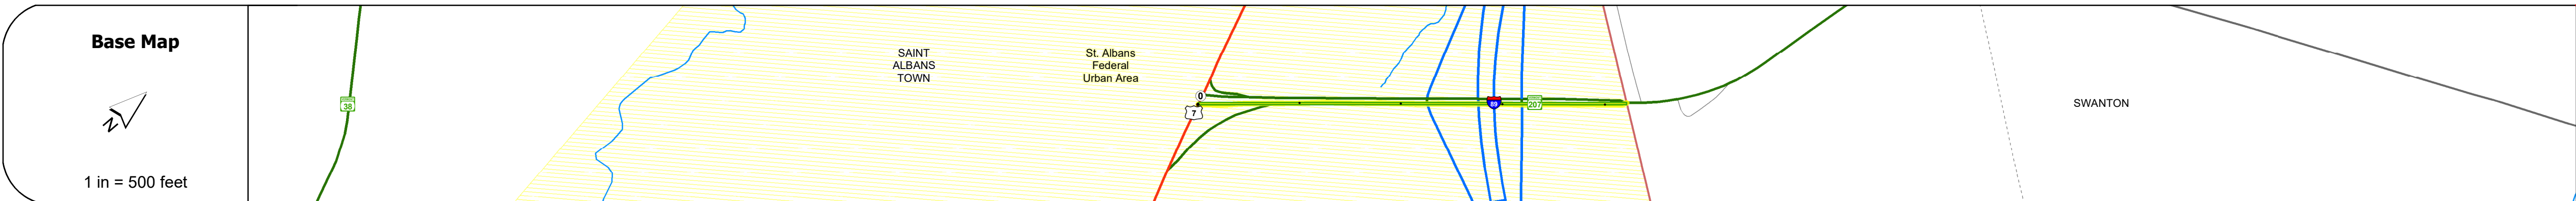 Base Map
N
1 in = 500 feet
38
SAINT
ALBANS
TOWN
St. Albans
Federal
Urban Area
0
7
89
207
SWANTON